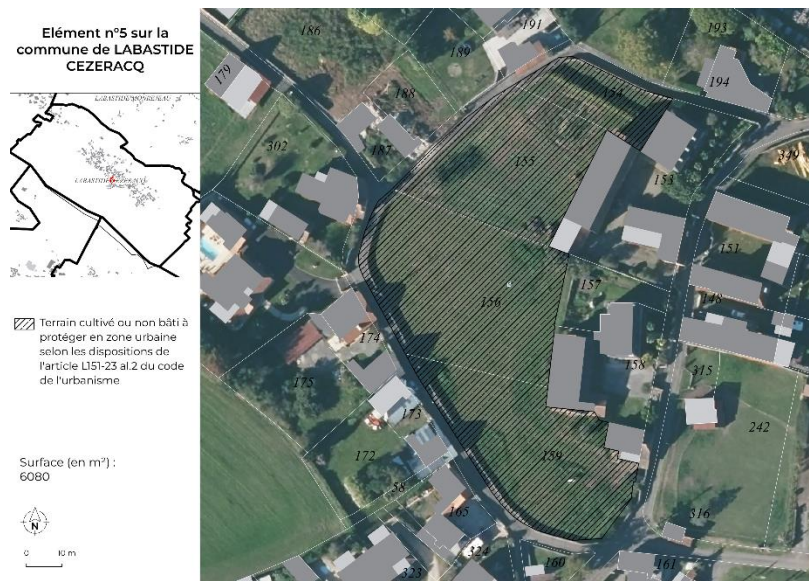 Elément n°5 sur la
commune de LABASTIDE
CEZERACQ
LABASTIDE-MONREJEAU
LABASTIDE-CEZERACQ
Terrain cultivé ou non bâti à
protéger en zone urbaine
selon les dispositions de
l'article L151-23 al.2 du code
de l'urbanisme
Surface (en m²) :
6080
N
0 10 m
186
191
193
189
179
194
188
154
349
187
302
152
153
151
157
156
148
174
158
315
175
173
242
172
159
58
165
316
324
323
160
161